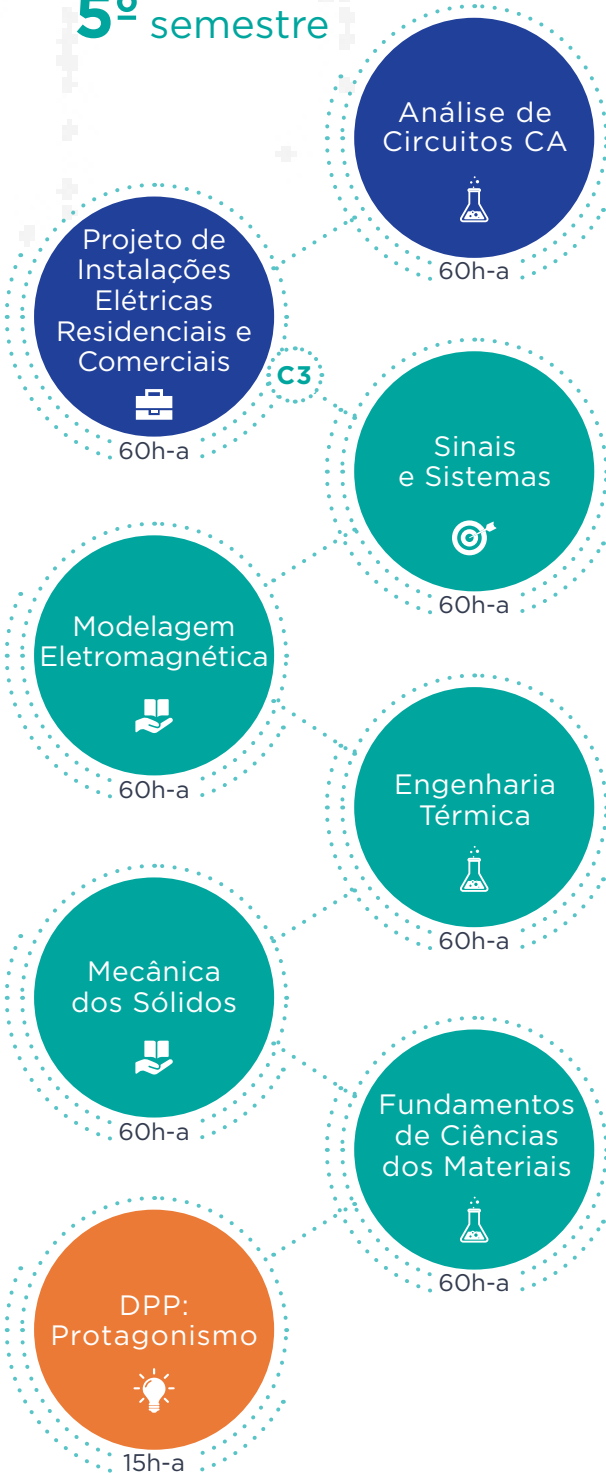 5º semestre
Análise de
Circuitos CA
60h-a
Projeto de
Instalações
Elétricas
Residenciais e
Comerciais
60h-a
C3
Sinais
e Sistemas
60h-a
Modelagem
Eletromagnética
60h-a
Engenharia
Térmica
60h-a
Mecânica
dos Sólidos
60h-a
Fundamentos
de Ciências
dos Materiais
60h-a
DPP:
Protagonismo
15h-a